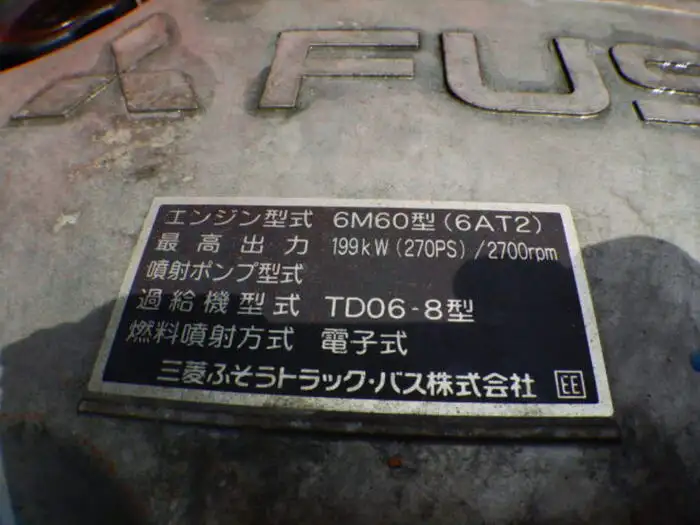 FUS
エンジン型式 6M60型(6AT2)
最高出力 199kW(270PS)/2700rpm
噴射ポンプ型式
過給機型式 TD06-8型
燃料噴射方式 電子式
三菱ふそうトラック・バス株式会社 EE